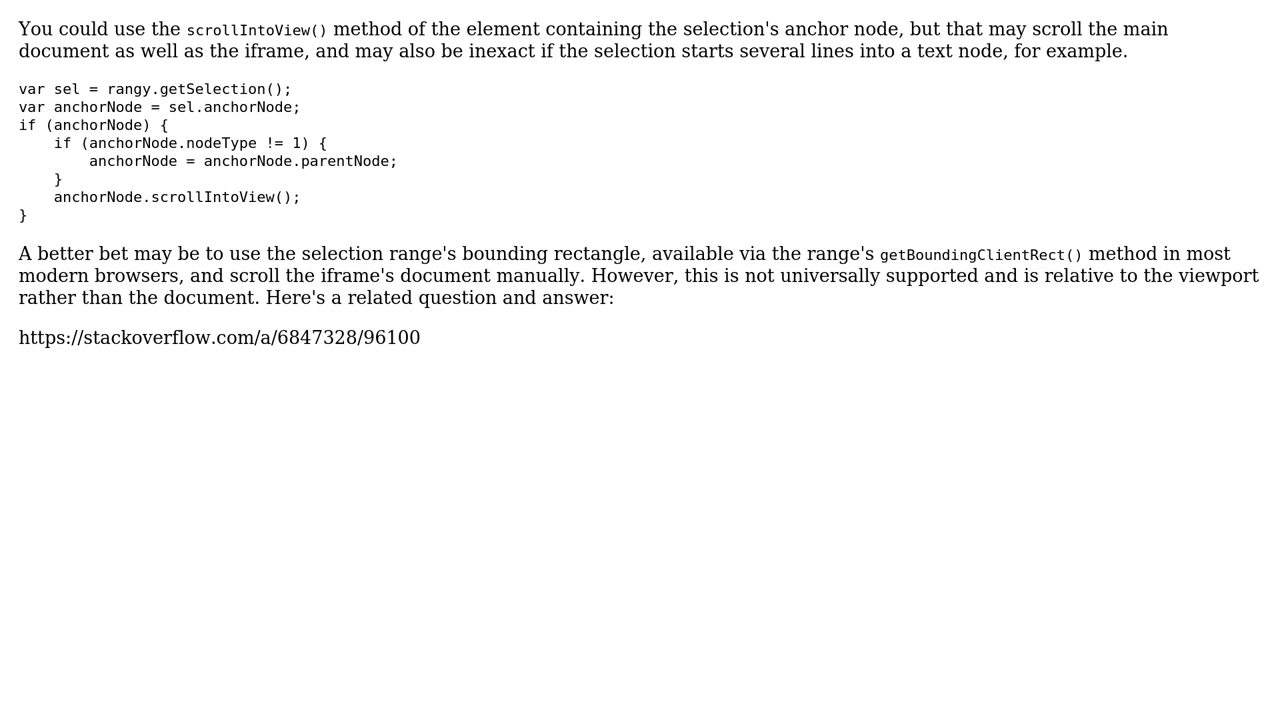 You could use the scrollIntoView() method of the element containing the selection's anchor node, but that may scroll the main
document as well as the iframe, and may also be inexact if the selection starts several lines into a text node, for example.
var sel = rangy.getSelection();
var anchorNode = sel.anchorNode;
if (anchorNode) {
    if (anchorNode.nodeType != 1) {
        anchorNode = anchorNode.parentNode;
    }
    anchorNode.scrollIntoView();
}
A better bet may be to use the selection range's bounding rectangle, available via the range's getBoundingClientRect() method in most
modern browsers, and scroll the iframe's document manually. However, this is not universally supported and is relative to the viewport
rather than the document. Here's a related question and answer:
https://stackoverflow.com/a/6847328/96100